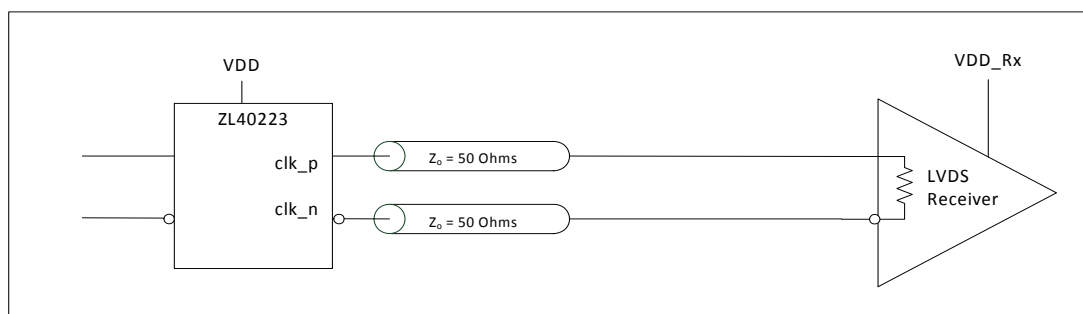 VDD
ZL40223
clk_p
clk_n
Zo = 50 Ohms
Zo = 50 Ohms
VDD_Rx
LVDS
Receiver